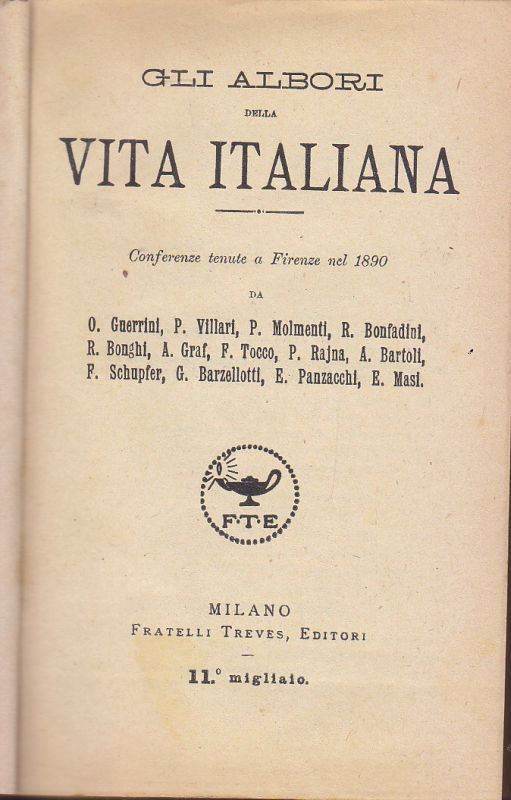 GLI ALBORI
DELLA
VITA ITALIANA
Conferenze tenute a Firenze nel 1890
DA
O. Guerrini, P. Villari, P. Molmenti, R. Bonfadini,
R. Bonghi, A. Graf, F. Tocco, P. Rajna, A. Bartoli,
F. Schupfer, G. Barzellotti, E. Panzacchi, E. Masi.
F·T·E
MILANO
FRATELLI TREVES, EDITORI
11.º migliaio.